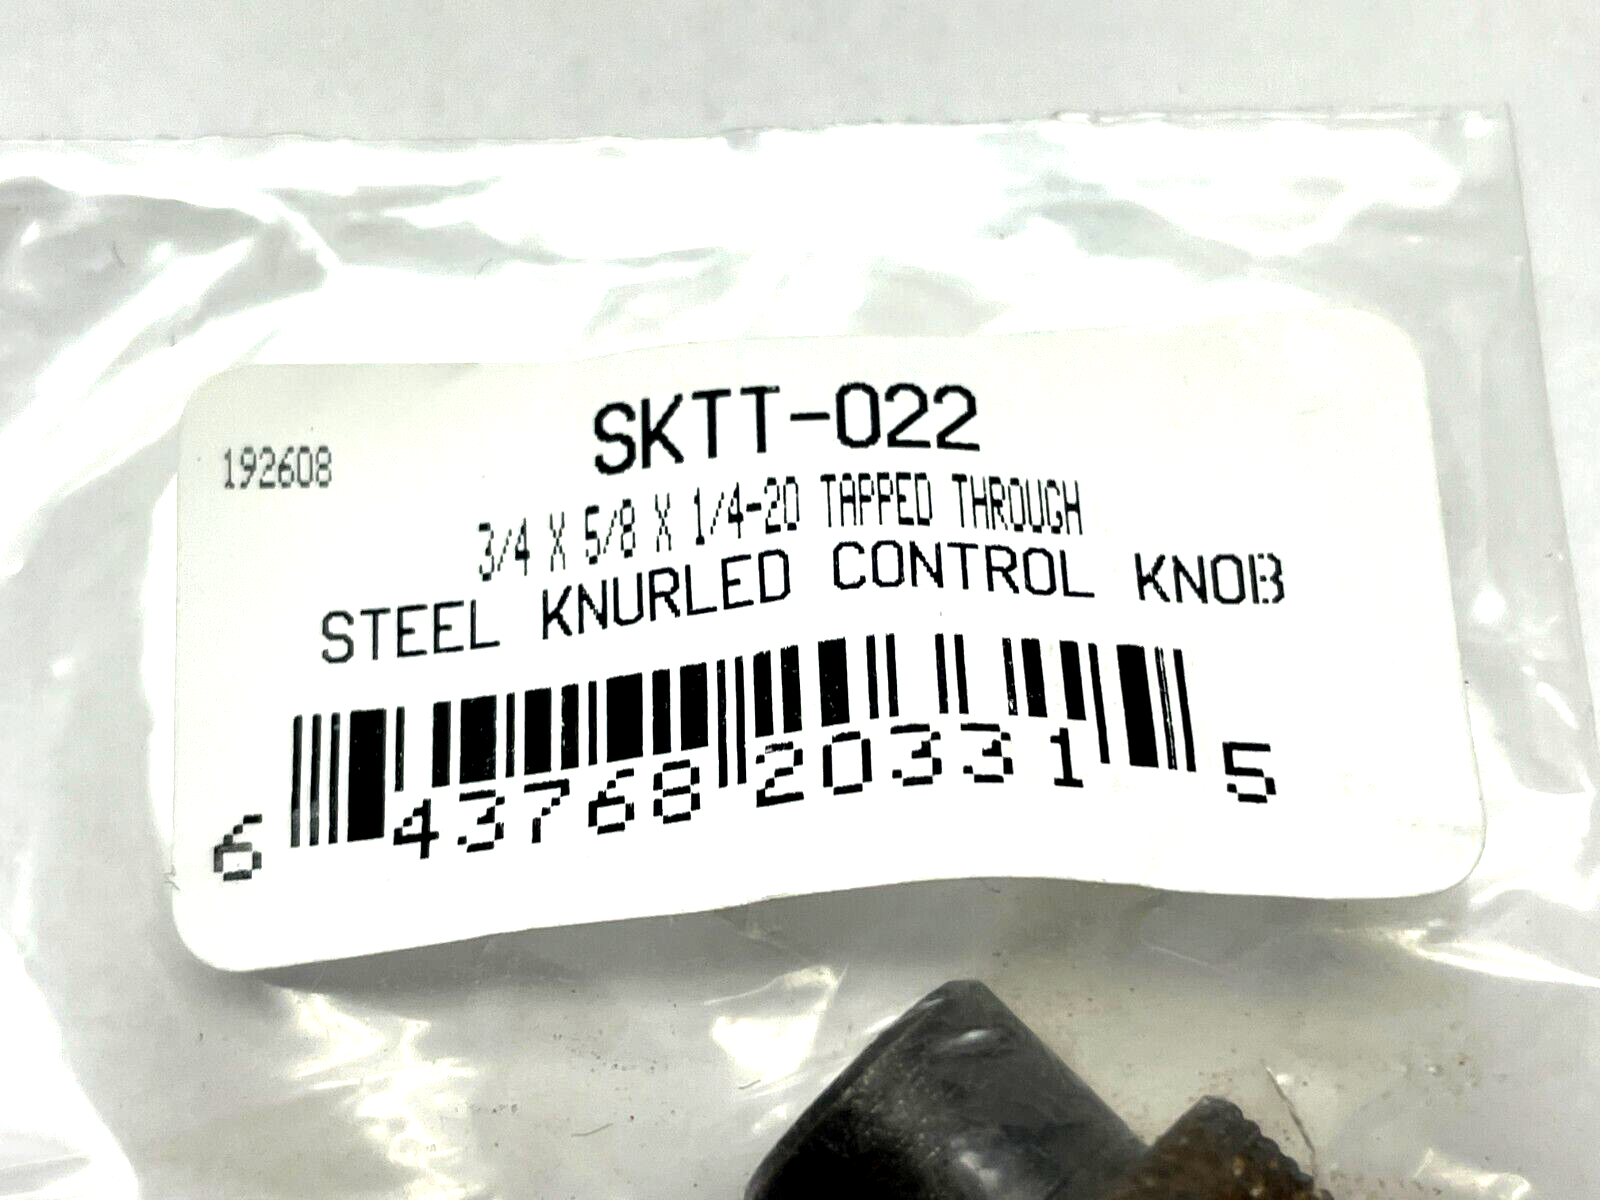 SKTT-022
192608
3/4 X 5/8 X 1/4-20 TAPPED THROUGH
STEEL KNURLED CONTROL KNOB
6 43768 20331 5